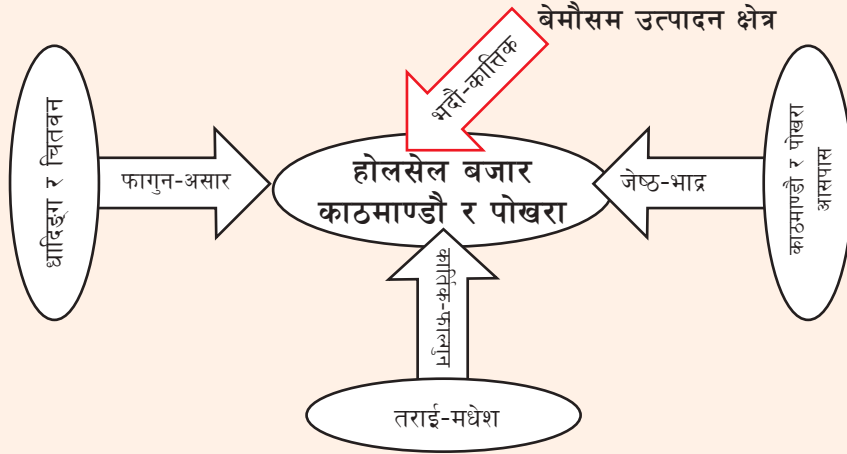 बेमौसम उत्पादन क्षेत्र
भदौ-कात्तिक
धादिङ्ग र चितवन
फागुन-असार
होलसेल बजार
काठमाण्डौ र पोखरा
जेष्ठ-भाद्र
काठमाण्डौ र पोखरा
आसपास
कार्तिक-फाल्गुन
तराई-मधेश